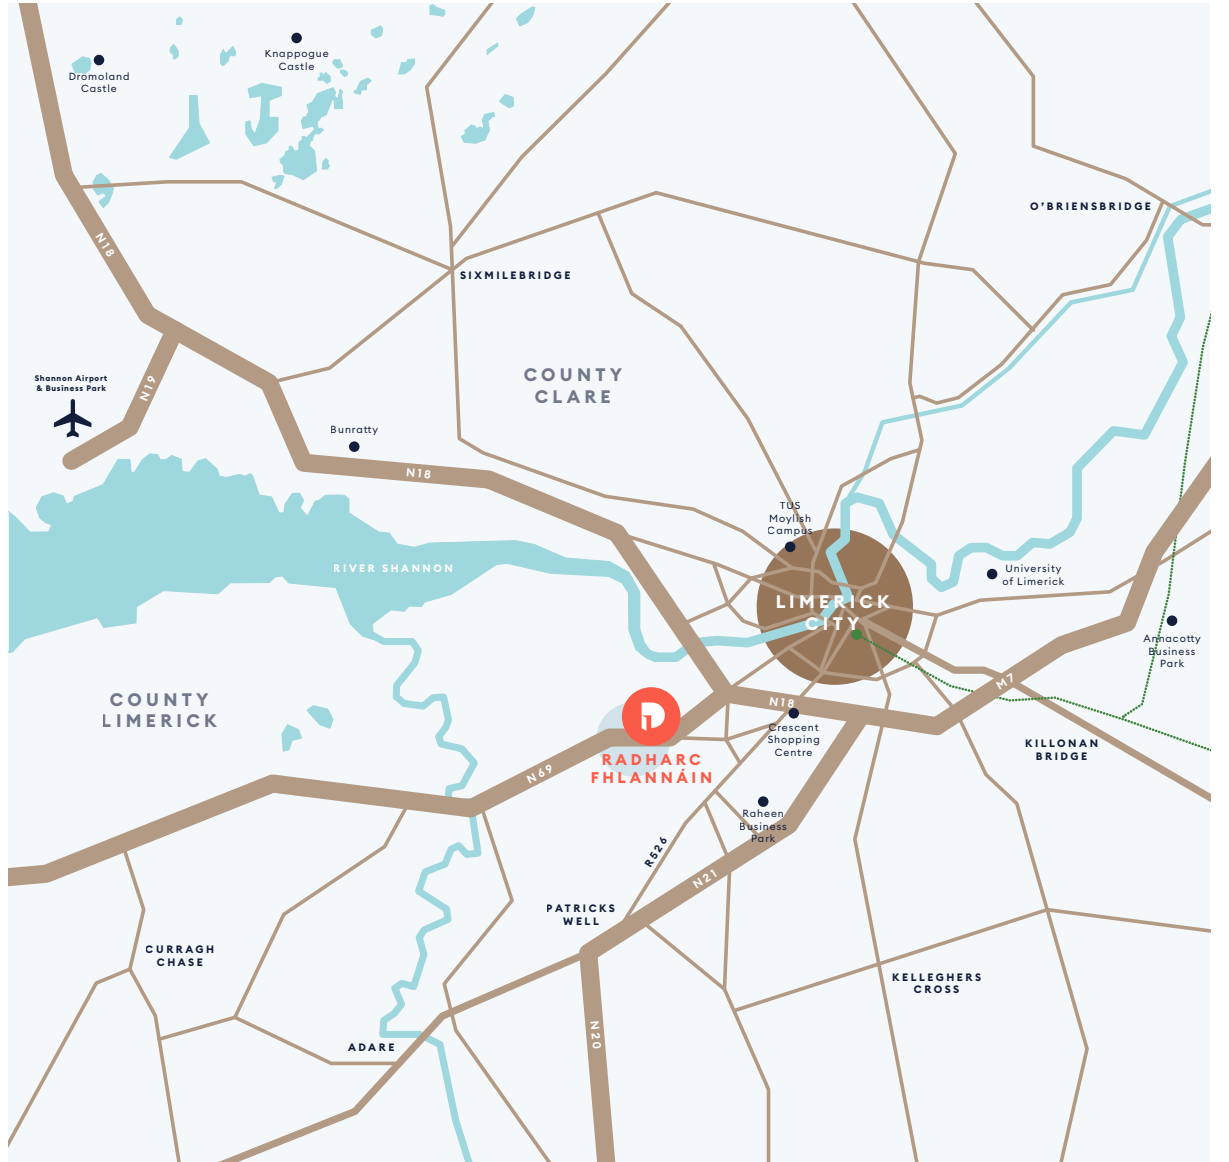 Knappogue
Castle
Dromoland
Castle
O'BRIENSBRIDGE
N18
SIXMILEBRIDGE
COUNTY
CLARE
Shannon Airport
& Business Park
N19
Bunratty
N18
TUS
Moylish
Campus
RIVER SHANNON
University
of Limerick
LIMERICK
CITY
Annacotty
Business
Park
M7
COUNTY
LIMERICK
N18
Crescent
Shopping
Centre
KILLONAN
BRIDGE
RADHARC
FHLANNÁIN
N69
Raheen
Business
Park
R526
N21
PATRICKS
WELL
CURRAGH
CHASE
KELLEGHERS
CROSS
N20
ADARE